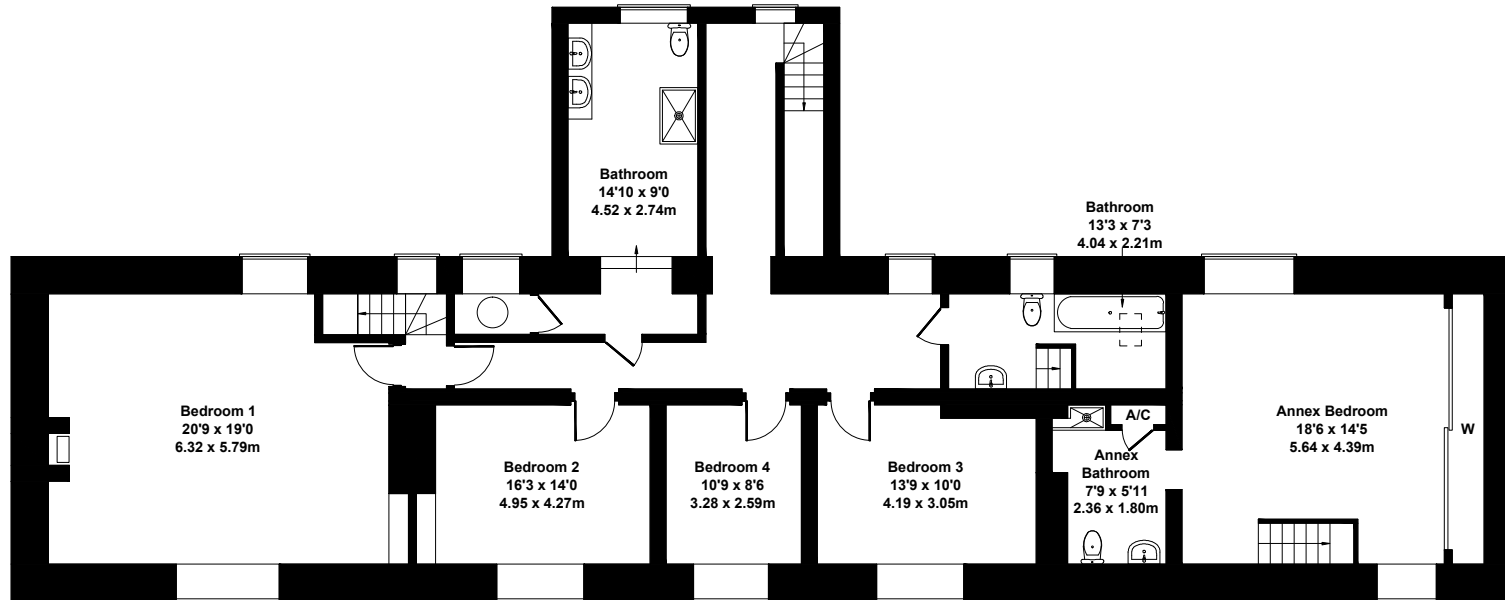 Bathroom
14'10 x 9'0
4.52 x 2.74m
Bathroom
13'3 x 7'3
4.04 x 2.21m
Bedroom 1
20'9 x 19'0
6.32 x 5.79m
Bedroom 2
16'3 x 14'0
4.95 x 4.27m
Bedroom 4
10'9 x 8'6
3.28 x 2.59m
Bedroom 3
13'9 x 10'0
4.19 x 3.05m
A/C
Annex
Bathroom
7'9 x 5'11
2.36 x 1.80m
Annex Bedroom
18'6 x 14'5
5.64 x 4.39m
W